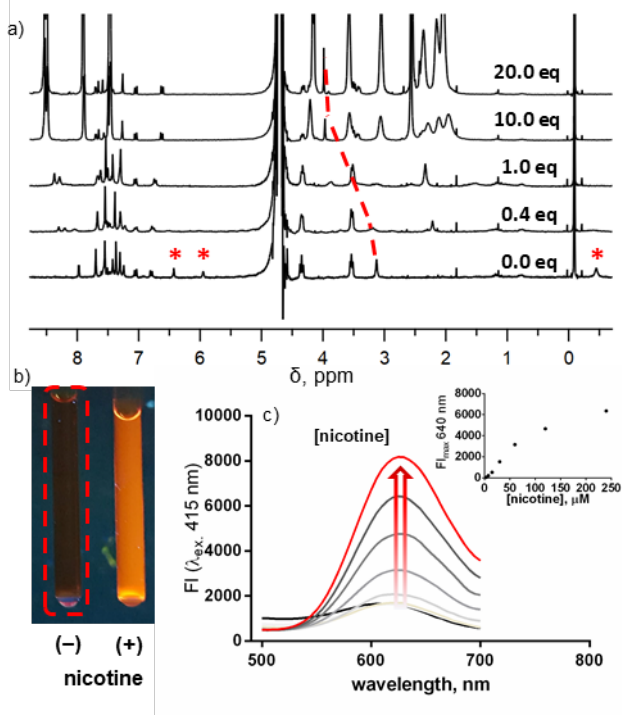 a)
20.0 eq
10.0 eq
1.0 eq
0.4 eq
* *
0.0 eq
*
8 7 6 5 4 3 2 1 0
δ, ppm
b)
(−) (+)
nicotine
c)
[nicotine]
FI (λex. 415 nm)
10000
8000
6000
4000
2000
0
500 600 700 800
wavelength, nm
FImax 640 nm
8000
6000
4000
2000
0
0 50 100 150 200 250
[nicotine], μM